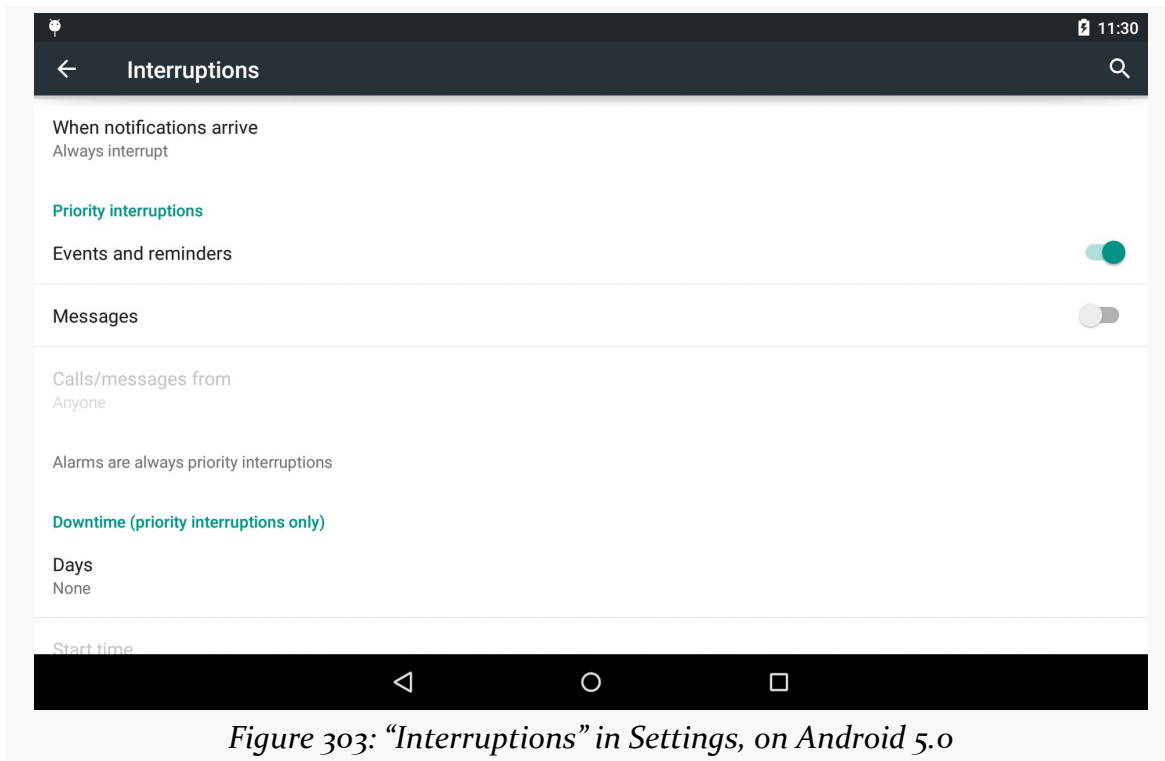 11:30
Interruptions
When notifications arrive
Always interrupt
Priority interruptions
Events and reminders
Messages
Calls/messages from
Anyone
Alarms are always priority interruptions
Downtime (priority interruptions only)
Days
None
Start time
Figure 303: “Interruptions” in Settings, on Android 5.0